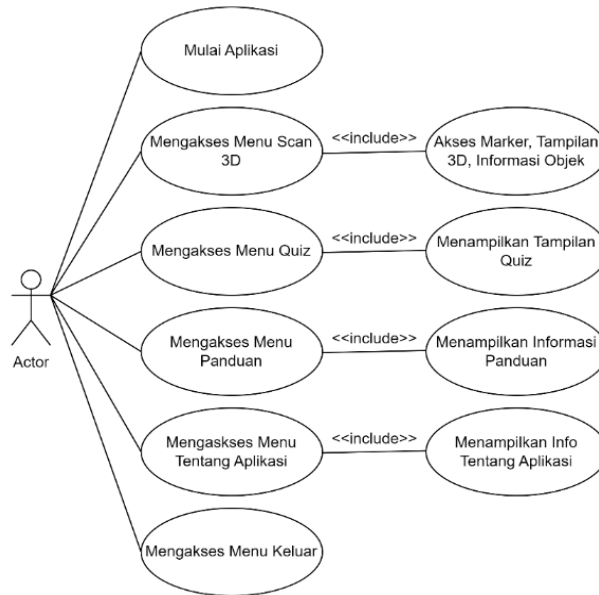 Mulai Aplikasi
Mengakses Menu Scan
3D
<<include>>
Akses Marker, Tampilan
3D, Informasi Objek
Mengakses Menu Quiz
<<include>>
Menampilkan Tampilan
Quiz
Actor
Mengakses Menu
Panduan
<<include>>
Menampilkan Informasi
Panduan
Mengaskses Menu
Tentang Aplikasi
<<include>>
Menampilkan Info
Tentang Aplikasi
Mengakses Menu Keluar